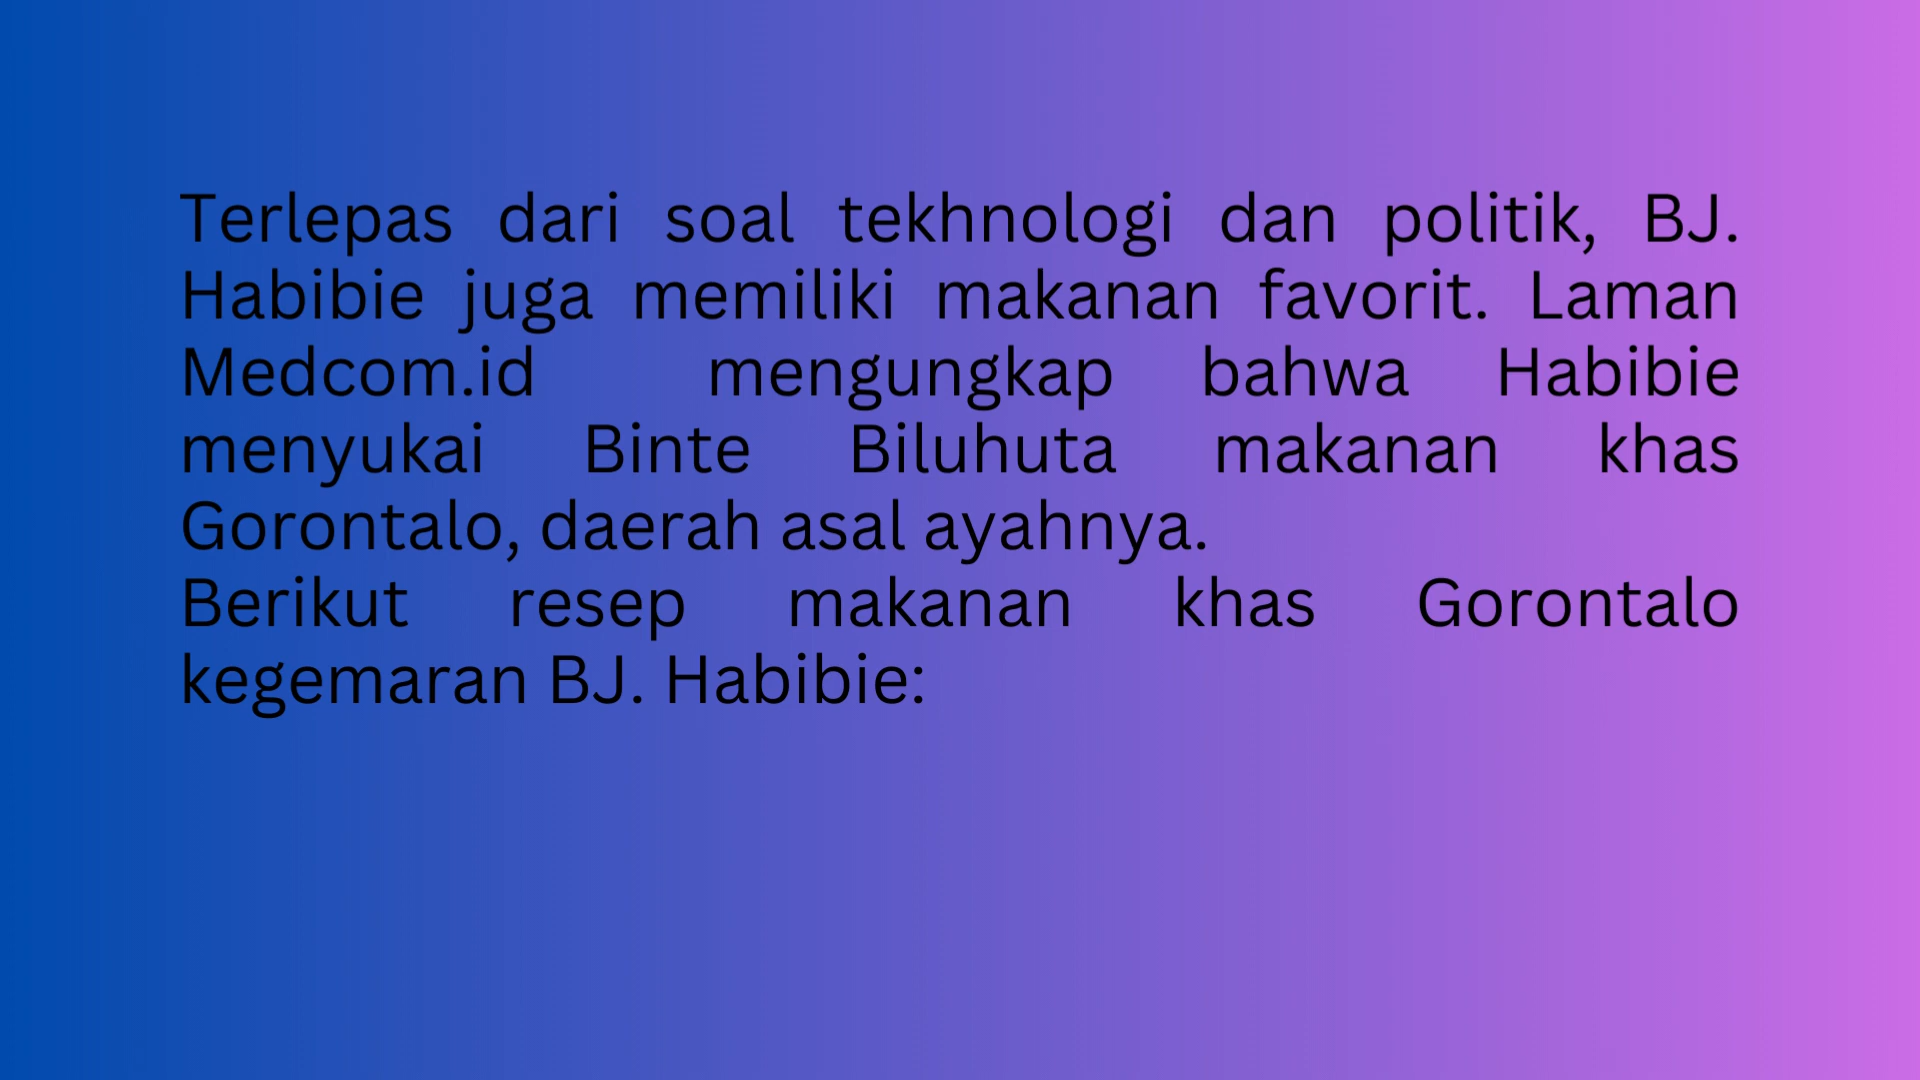 Terlepas dari soal tekhnologi dan politik, BJ.
Habibie juga memiliki makanan favorit. Laman
Medcom.id mengungkap bahwa Habibie
menyukai Binte Biluhuta makanan khas
Gorontalo, daerah asal ayahnya.
Berikut resep makanan khas Gorontalo
kegemaran BJ. Habibie: